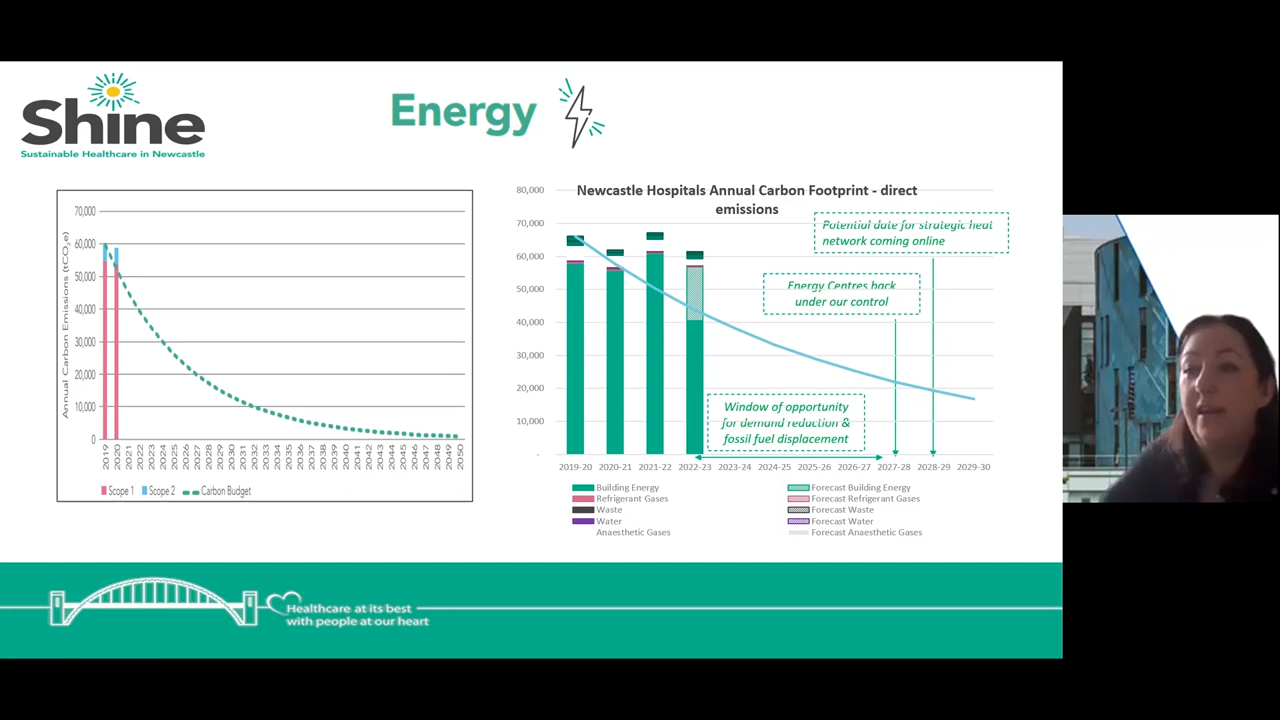 Shine
Sustainable Healthcare in Newcastle
Energy
Annual Carbon Emissions (tCO2e)
70,000
60,000
50,000
40,000
30,000
20,000
10,000
0
2019
2020
2021
2022
2023
2024
2025
2026
2027
2028
2029
2030
2031
2032
2033
2034
2035
2036
2037
2038
2039
2040
2041
2042
2043
2044
2045
2046
2047
2048
2049
2050
Scope 1 Scope 2 Carbon Budget
Newcastle Hospitals Annual Carbon Footprint - direct
emissions
80,000
70,000
60,000
50,000
40,000
30,000
20,000
10,000
-
Potential date for strategic heat
network coming online
Energy Centres back
under our control
Window of opportunity
for demand reduction &
fossil fuel displacement
2019-20 2020-21 2021-22 2022-23 2023-24 2024-25 2025-26 2026-27 2027-28 2028-29 2029-30
Building Energy Forecast Building Energy
Refrigerant Gases Forecast Refrigerant Gases
Waste Forecast Waste
Water Forecast Water
Anaesthetic Gases Forecast Anaesthetic Gases
Healthcare at its best
with people at our heart